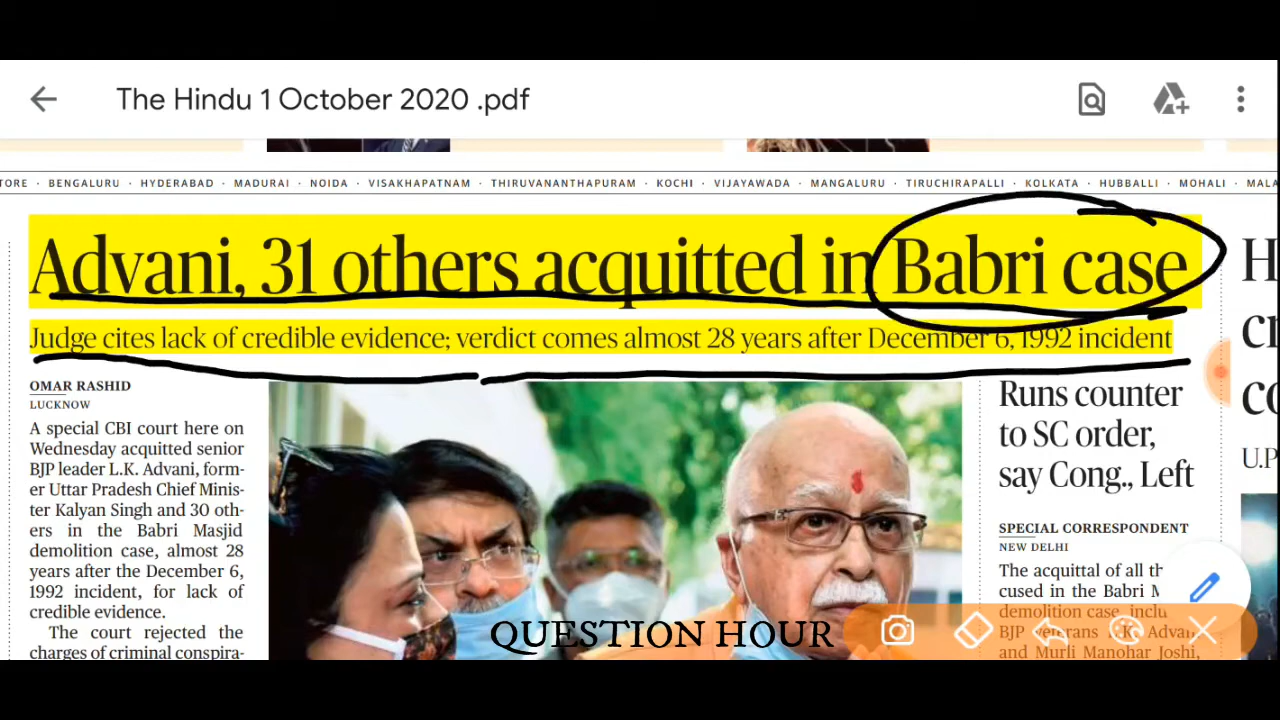 The Hindu 1 October 2020 .pdf
TORE · BENGALURU · HYDERABAD · MADURAI · NOIDA · VISAKHAPATNAM · THIRUVANANTHAPURAM · KOCHI · VIJAYAWADA · MANGALURU · TIRUCHIRAPALLI · KOLKATA · HUBBALLI · MOHALI · MALA
Advani, 31 others acquitted in Babri case
Judge cites lack of credible evidence; verdict comes almost 28 years after December 6, 1992 incident
OMAR RASHID
LUCKNOW
A special CBI court here on
Wednesday acquitted senior
BJP leader L.K. Advani, form-
er Uttar Pradesh Chief Minis-
ter Kalyan Singh and 30 oth-
ers in the Babri Masjid
demolition case, almost 28
years after the December 6,
1992 incident, for lack of
credible evidence.
The court rejected the
charges of criminal conspira-
Runs counter
to SC order,
say Cong., Left
SPECIAL CORRESPONDENT
NEW DELHI
The acquittal of all th
cused in the Babri M
demolition case, inclu
BJP veterans L.K. Advan
and Murli Manohar Joshi,
H
cr
co
U.P
QUESTION HOUR